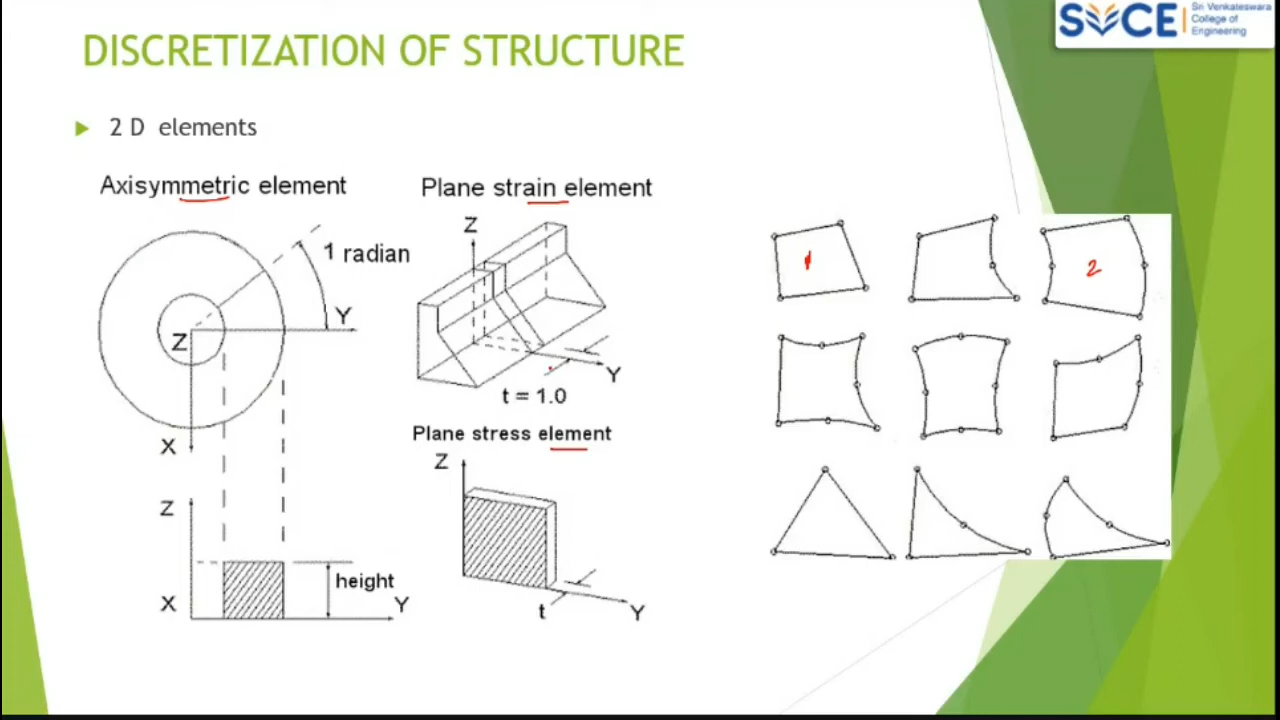 DISCRETIZATION OF STRUCTURE
SVCE
Sri Venkateswara
College of
Engineering
2 D elements
Axisymmetric element
1 radian
Y
Z
X
Z
height
X
Y
Plane strain element
Z
Y
t = 1.0
Plane stress element
Z
t
Y
1
2